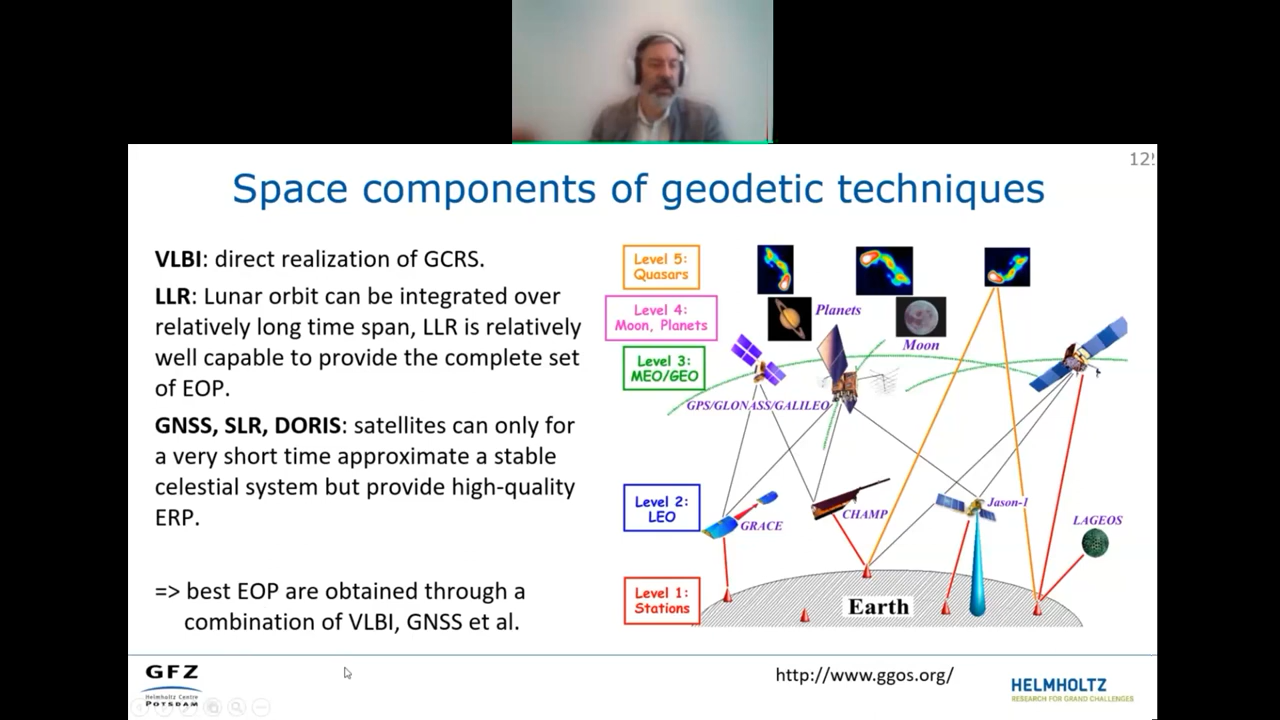 12
Space components of geodetic techniques
VLBI: direct realization of GCRS.
LLR: Lunar orbit can be integrated over
relatively long time span, LLR is relatively
well capable to provide the complete set
of EOP.
GNSS, SLR, DORIS: satellites can only for
a very short time approximate a stable
celestial system but provide high-quality
ERP.
=> best EOP are obtained through a
combination of VLBI, GNSS et al.
Level 5:
Quasars
Level 4:
Moon, Planets
Planets
Moon
Level 3:
MEO/GEO
GPS/GLONASS/GALILEO
Level 2:
LEO
GRACE
CHAMP
Jason-1
LAGEOS
Level 1:
Stations
Earth
GFZ
Helmholtz Centre
POTSDAM
http://www.ggos.org/
HELMHOLTZ
RESEARCH FOR GRAND CHALLENGES